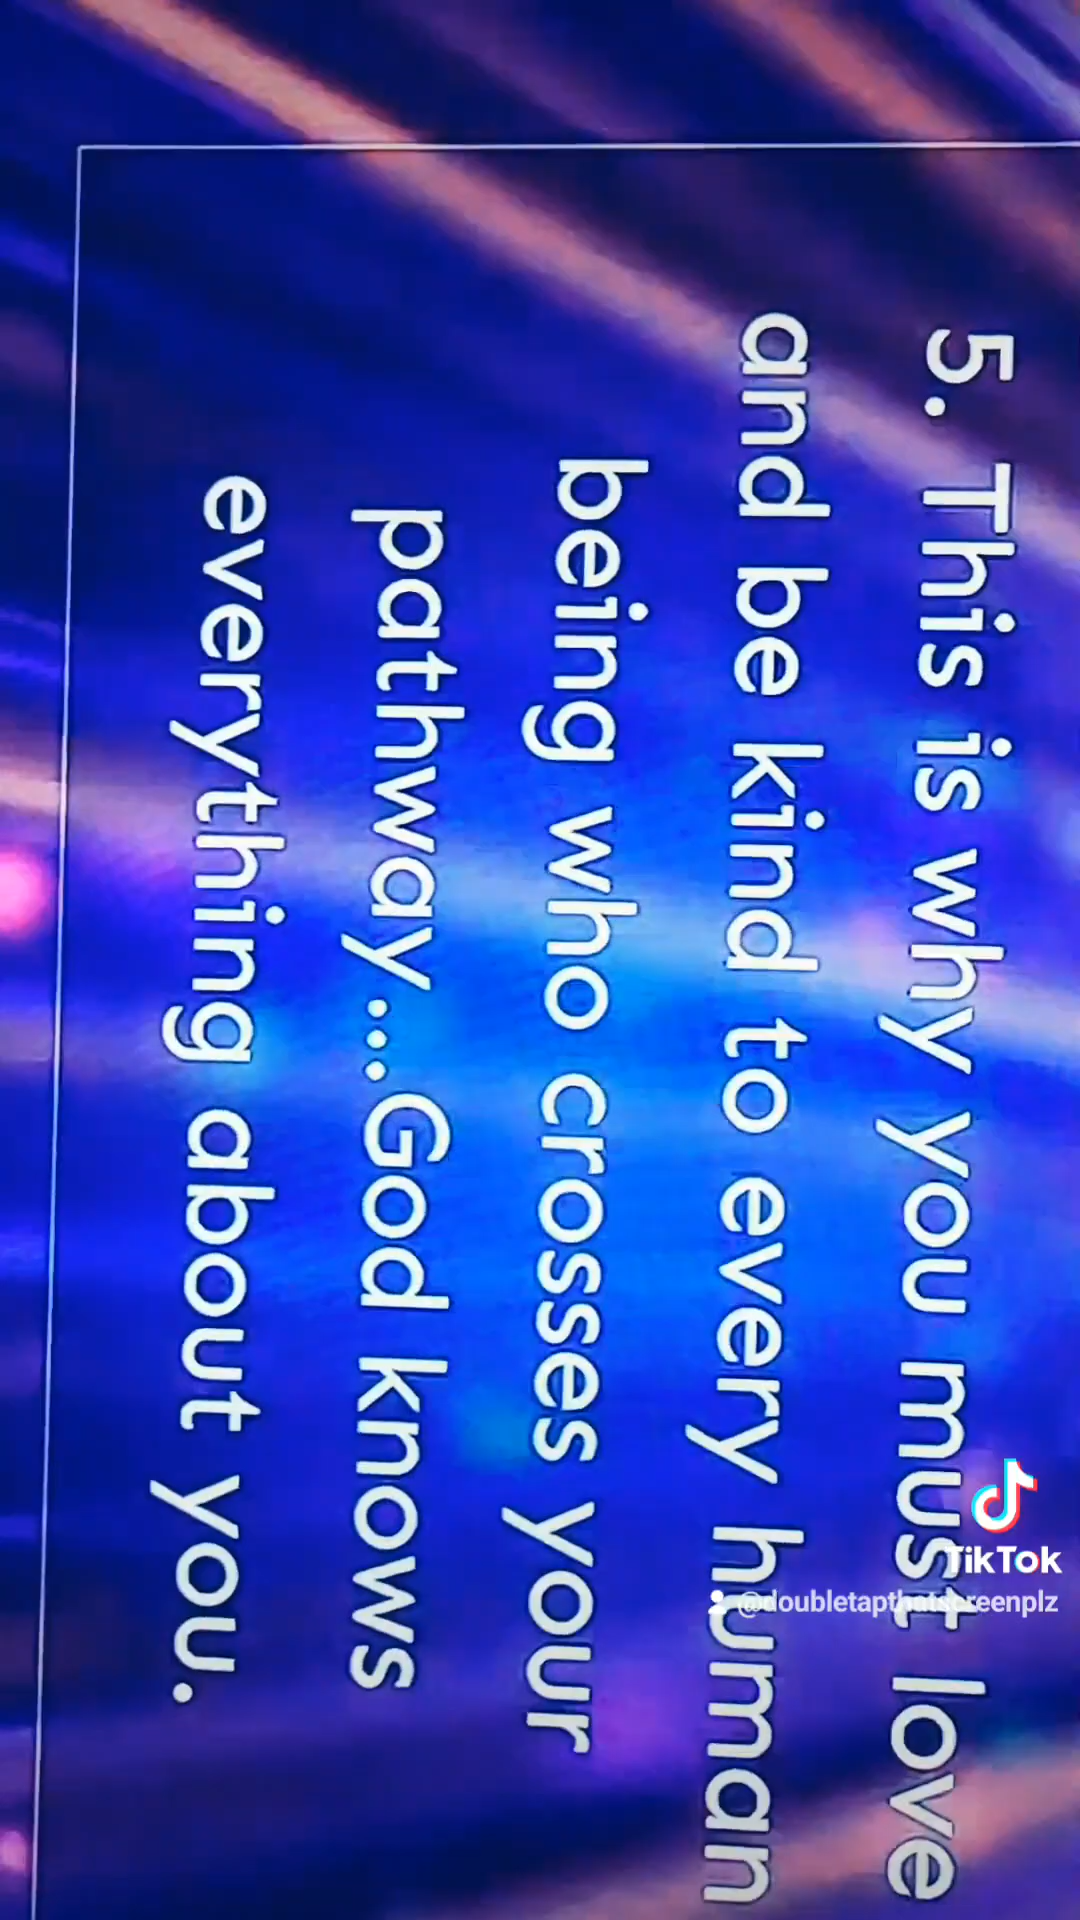 5. This is why you must love
and be kind to every human
being who crosses your
pathway...God knows
everything about you.
TikTok
@doubletapthatscreenplz